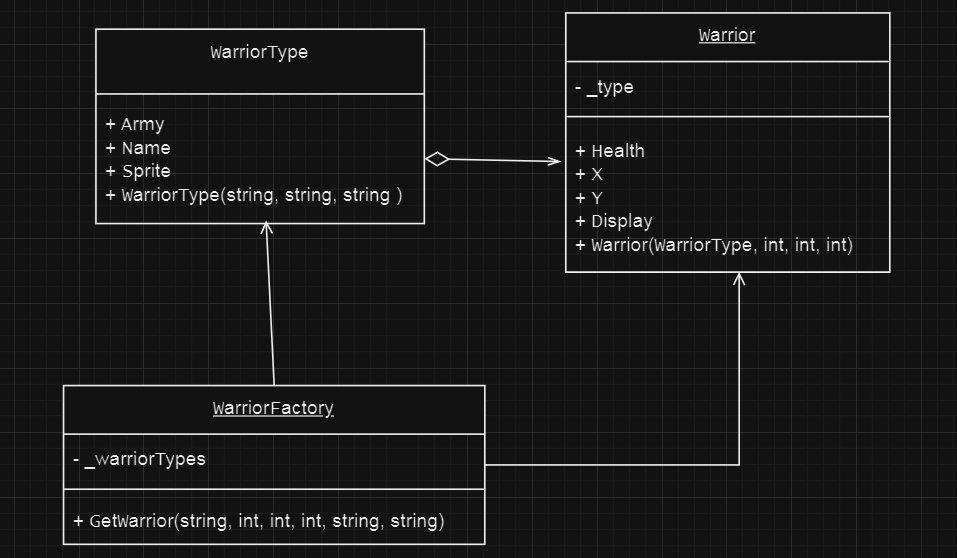 WarriorType
+ Army
+ Name
+ Sprite
+ WarriorType(string, string, string )
Warrior
- _type
+ Health
+ X
+ Y
+ Display
+ Warrior(WarriorType, int, int, int)
WarriorFactory
- _warriorTypes
+ GetWarrior(string, int, int, int, string, string)